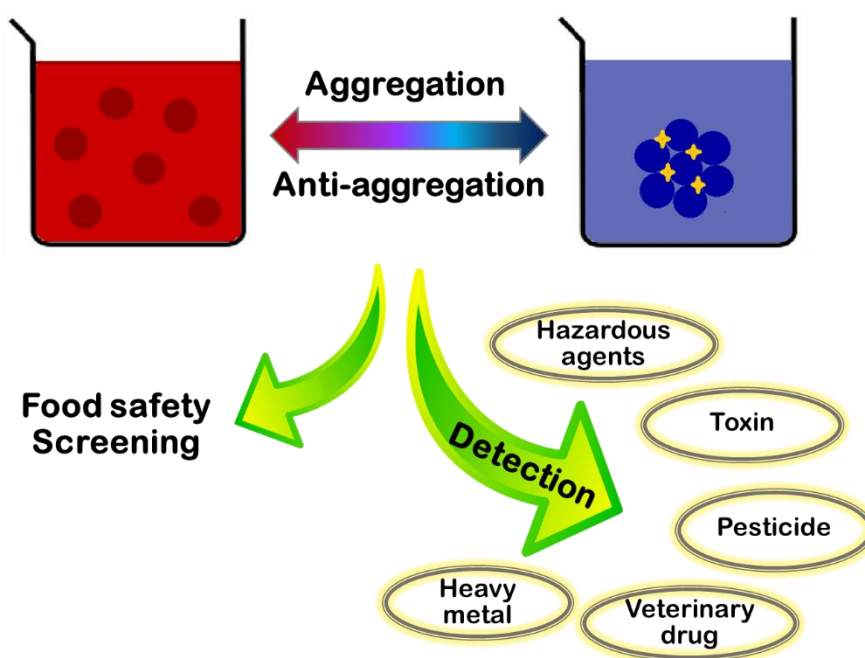 Aggregation
Anti-aggregation
Hazardous
agents
Food safety
Screening
Toxin
Detection
Pesticide
Heavy
metal
Veterinary
drug